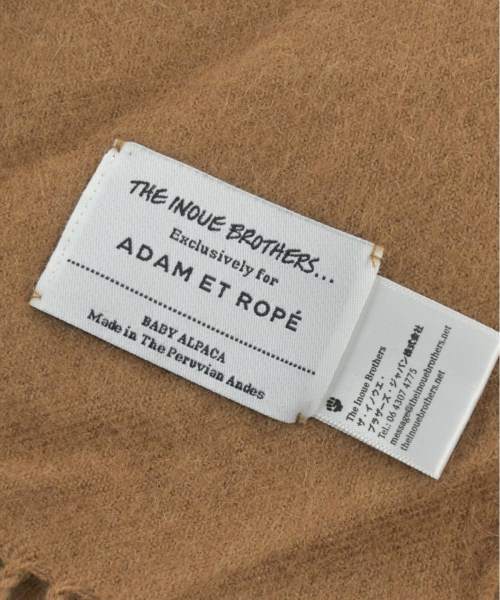 THE INOUE BROTHERS...
Exclusively for
ADAM ET ROPÉ
BABY ALPACA
Made in The Peruvian Andes
The Inoue Brothers
ザ・イノウエ・
ブラザーズ・ジャパン株式会社
Tel.: 06 4307 4775
message@theinouebrothers.net
theinouebrothers.net